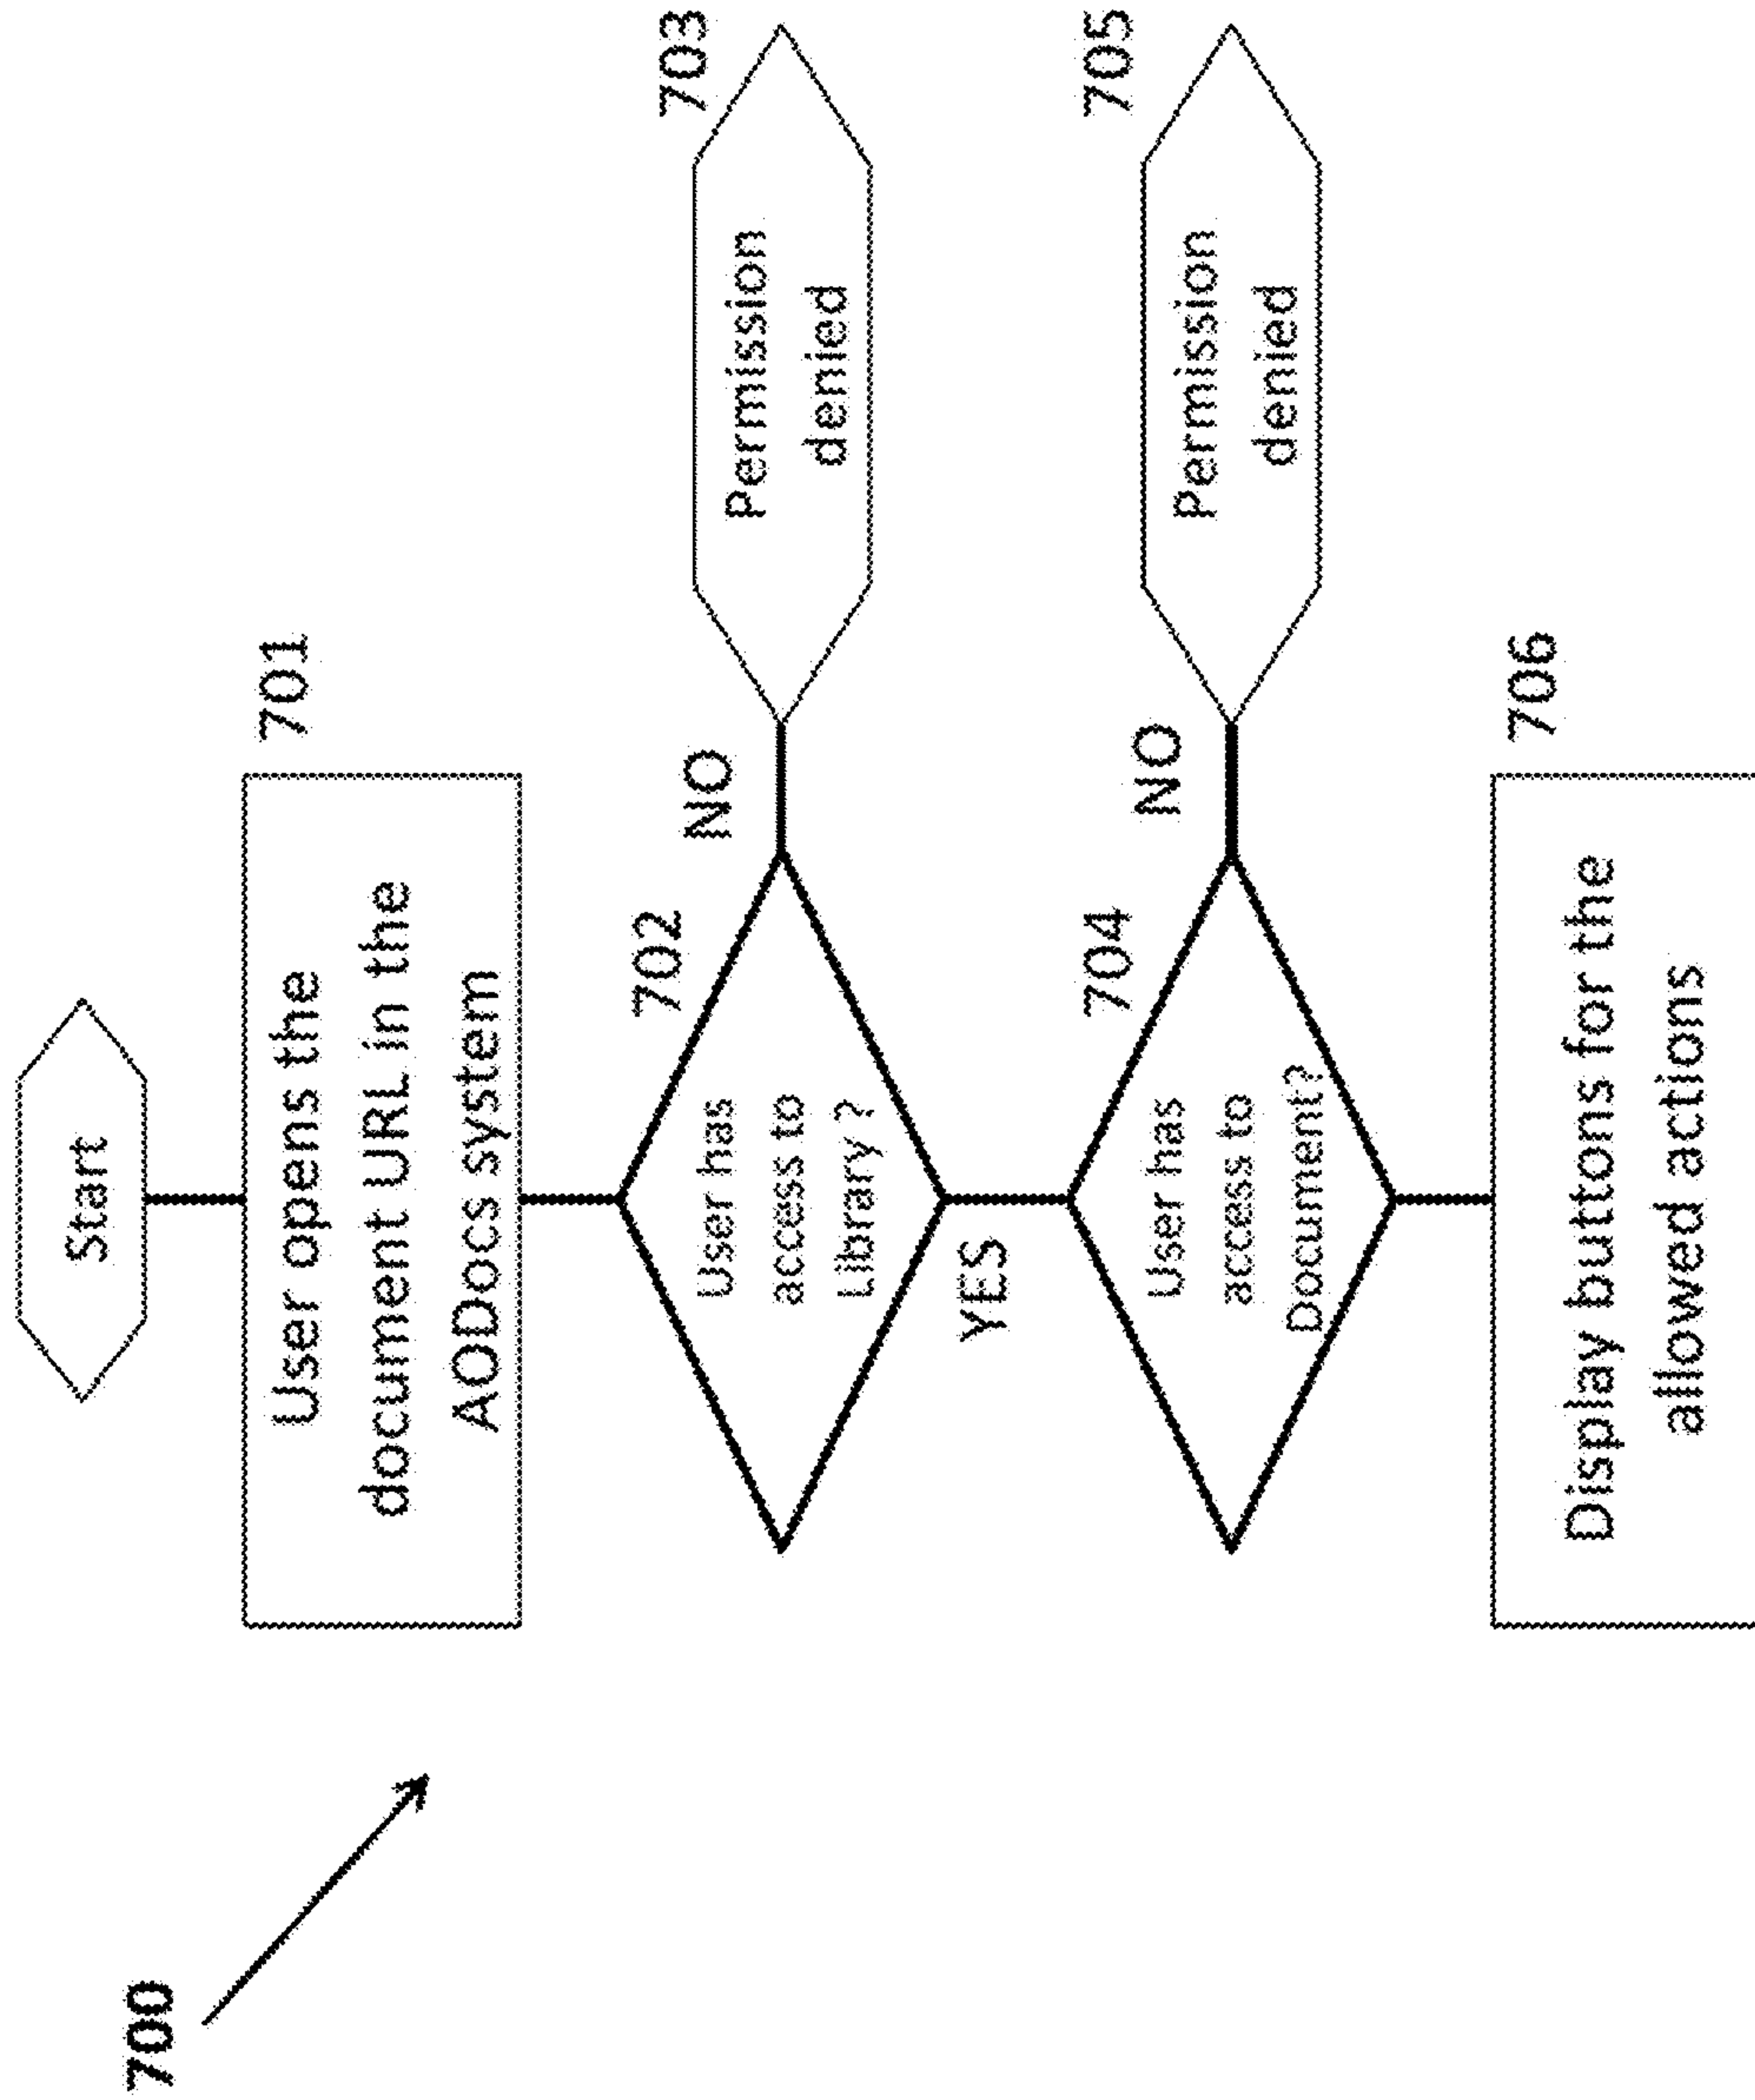 700
Start
701
User opens the
document URL in the
AODocs system
702
User has
access to
Library ?
NO
703
Permission
denied
YES
704
User has
access to
Document?
NO
705
Permission
denied
706
Display buttons for the
allowed actions